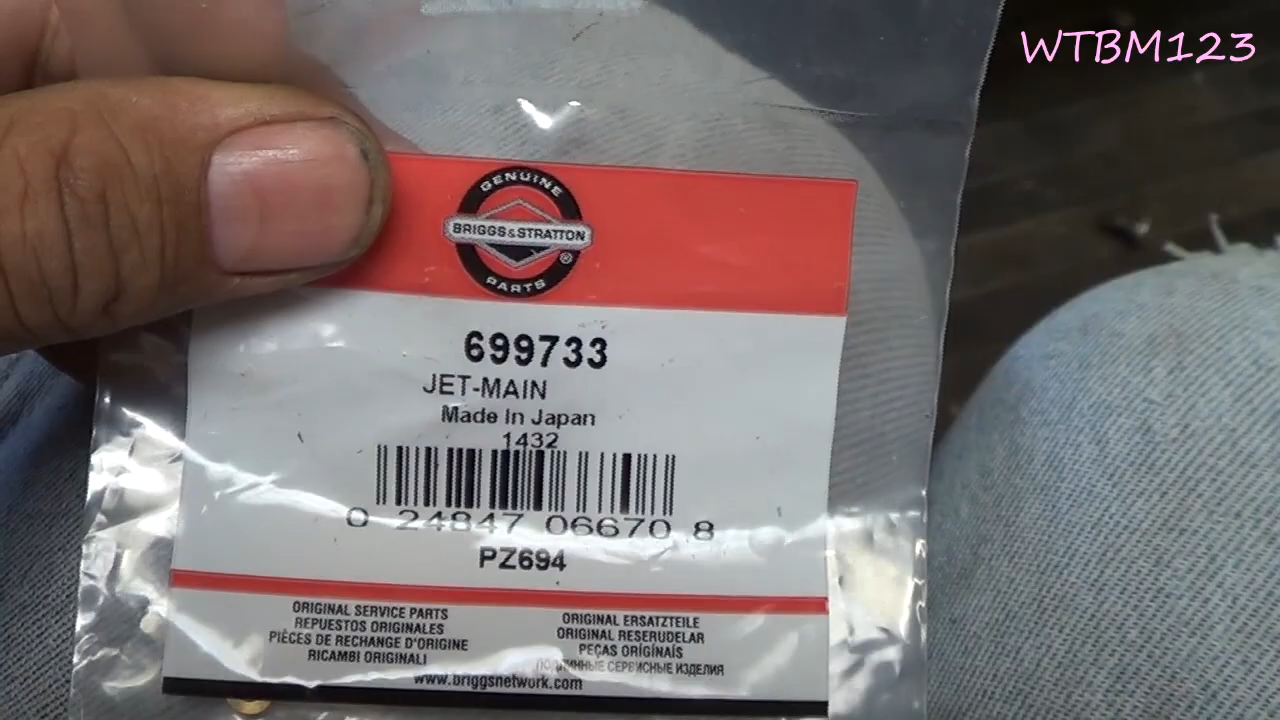 WTBM123
GENUINE
BRIGGS&STRATTON®
PARTS
699733
JET-MAIN
Made In Japan
1432
0 24847 06670 8
PZ694
ORIGINAL SERVICE PARTS
REPUESTOS ORIGINALES
PIÈCES DE RECHANGE D'ORIGINE
RICAMBI ORIGINALI
ORIGINAL ERSATZTEILE
ORIGINAL RESERUDELAR
PEÇAS ORÍGÍNAÍS
ПОДЛИННЫЕ СЕРВИСНЫЕ ИЗДЕЛИЯ
www.briggsnetwork.com